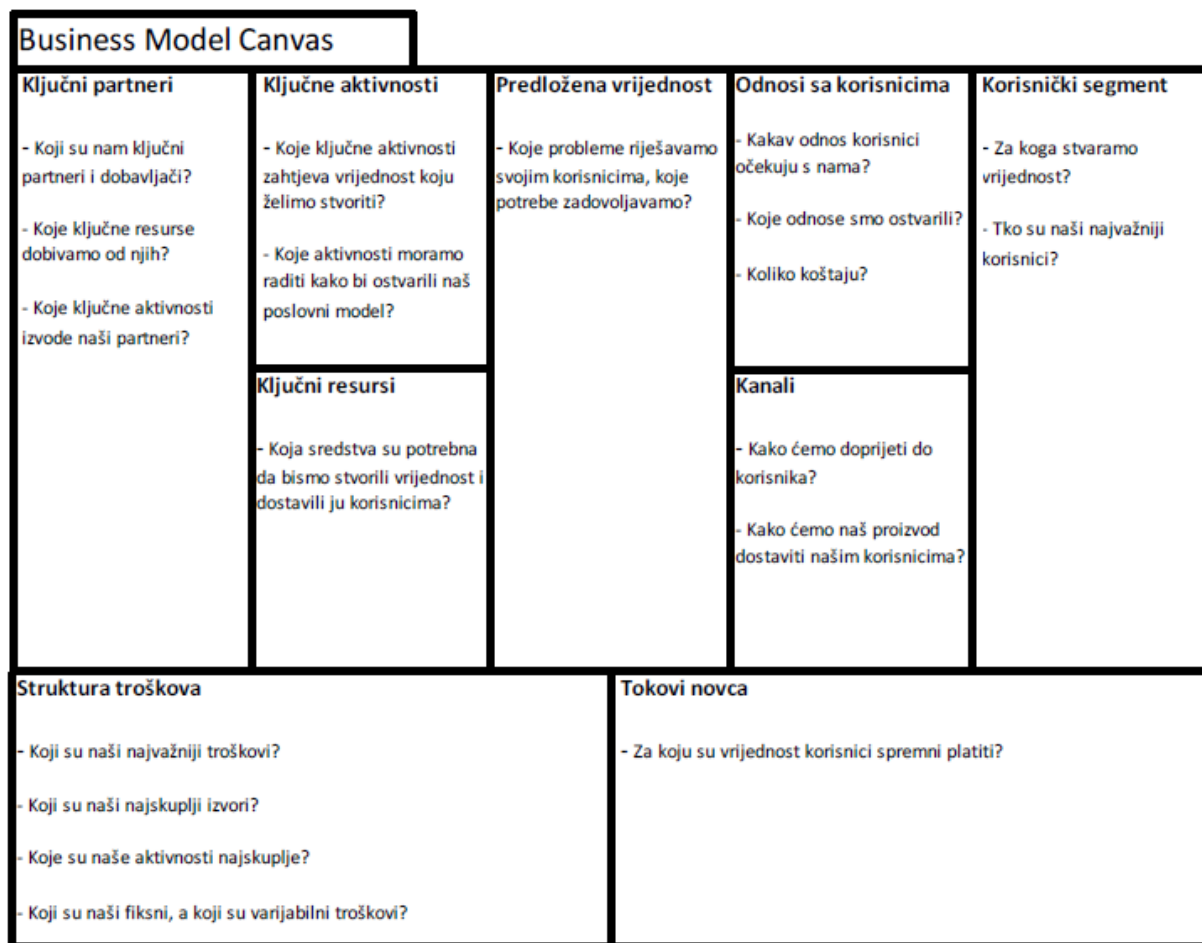 Business Model Canvas
Ključni partneri
- Koji su nam ključni
partneri i dobavljači?
- Koje ključne resurse
dobivamo od njih?
- Koje ključne aktivnosti
izvode naši partneri?
Ključne aktivnosti
- Koje ključne aktivnosti
zahtjeva vrijednost koju
želimo stvoriti?
- Koje aktivnosti moramo
raditi kako bi ostvarili naš
poslovni model?
Ključni resursi
- Koja sredstva su potrebna
da bismo stvorili vrijednost i
dostavili ju korisnicima?
Predložena vrijednost
- Koje probleme riješavamo
svojim korisnicima, koje
potrebe zadovoljavamo?
Odnosi sa korisnicima
- Kakav odnos korisnici
očekuju s nama?
- Koje odnose smo ostvarili?
- Koliko koštaju?
Kanali
- Kako ćemo doprijeti do
korisnika?
- Kako ćemo naš proizvod
dostaviti našim korisnicima?
Korisnički segment
- Za koga stvaramo
vrijednost?
- Tko su naši najvažniji
korisnici?
Struktura troškova
- Koji su naši najvažniji troškovi?
- Koji su naši najskuplji izvori?
- Koje su naše aktivnosti najskuplje?
- Koji su naši fiksni, a koji su varijabilni troškovi?
Tokovi novca
- Za koju su vrijednost korisnici spremni platiti?